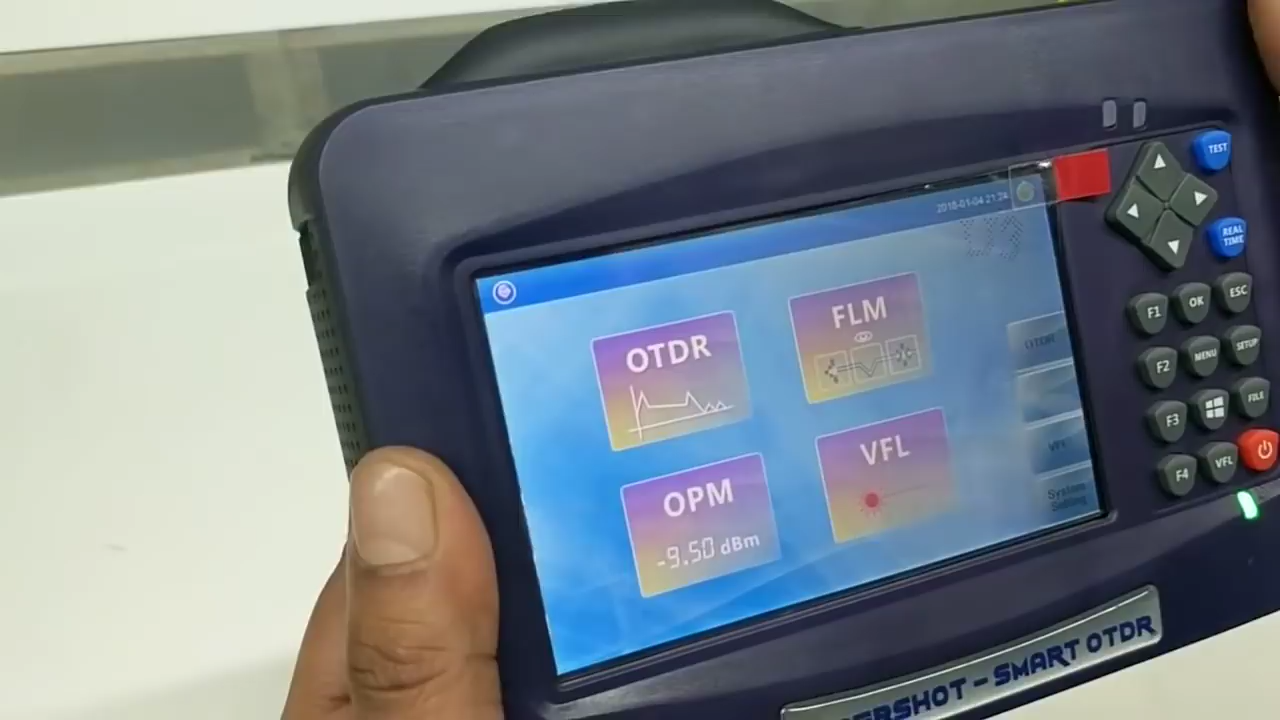 2018-01-04 21:24
OTDR
FLM
OPM
-9.50 dBm
VFL
OTDR
VFL
System
Setting
TEST
REAL
TIME
F1
OK
ESC
F2
MENU
SETUP
F3
FILE
F4
VFL
ERSHOT - SMART OTDR